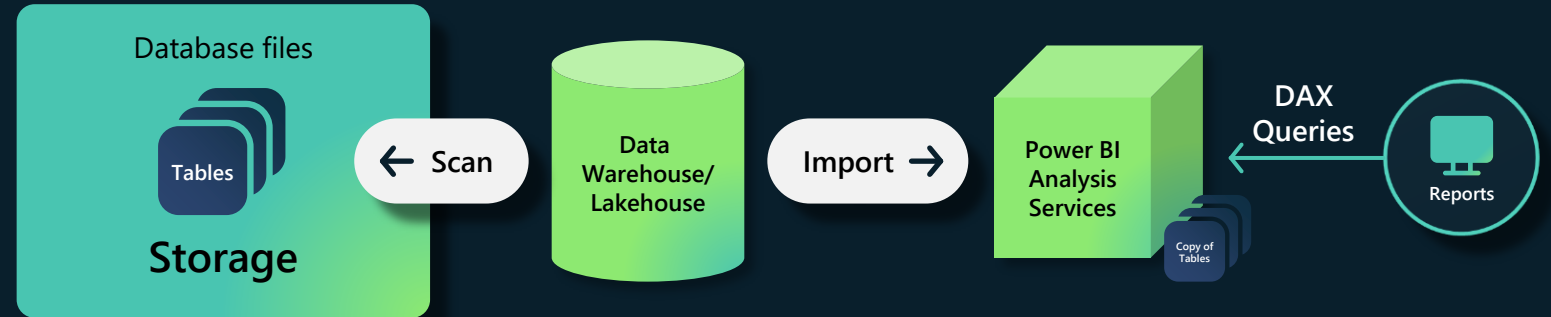 Database files
Tables
Storage
Scan
Data
Warehouse/
Lakehouse
Import
Power BI
Analysis
Services
Copy of
Tables
DAX
Queries
Reports